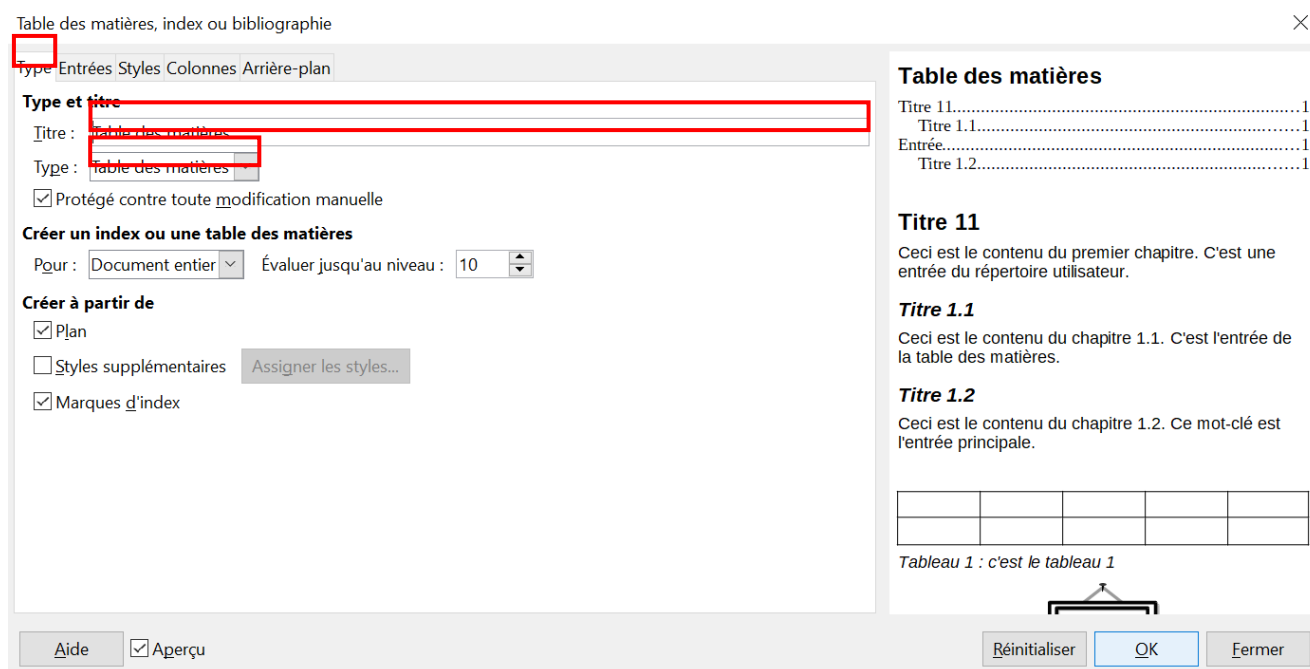 Table des matières, index ou bibliographie
Type Entrées Styles Colonnes Arrière-plan
Type et titre
Titre : Table des matières
Type : Table des matières
Protégé contre toute modification manuelle
Créer un index ou une table des matières
Pour : Document entier Évaluer jusqu'au niveau : 10
Créer à partir de
Plan
Styles supplémentaires Assigner les styles...
Marques d'index
Table des matières
Titre 11.......................................................................................1
Titre 1.1...................................................................................1
Entrée.........................................................................................1
Titre 1.2...................................................................................1
Titre 11
Ceci est le contenu du premier chapitre. C'est une
entrée du répertoire utilisateur.
Titre 1.1
Ceci est le contenu du chapitre 1.1. C'est l'entrée de
la table des matières.
Titre 1.2
Ceci est le contenu du chapitre 1.2. Ce mot-clé est
l'entrée principale.
Tableau 1 : c'est le tableau 1
Aide Aperçu Réinitialiser OK Fermer